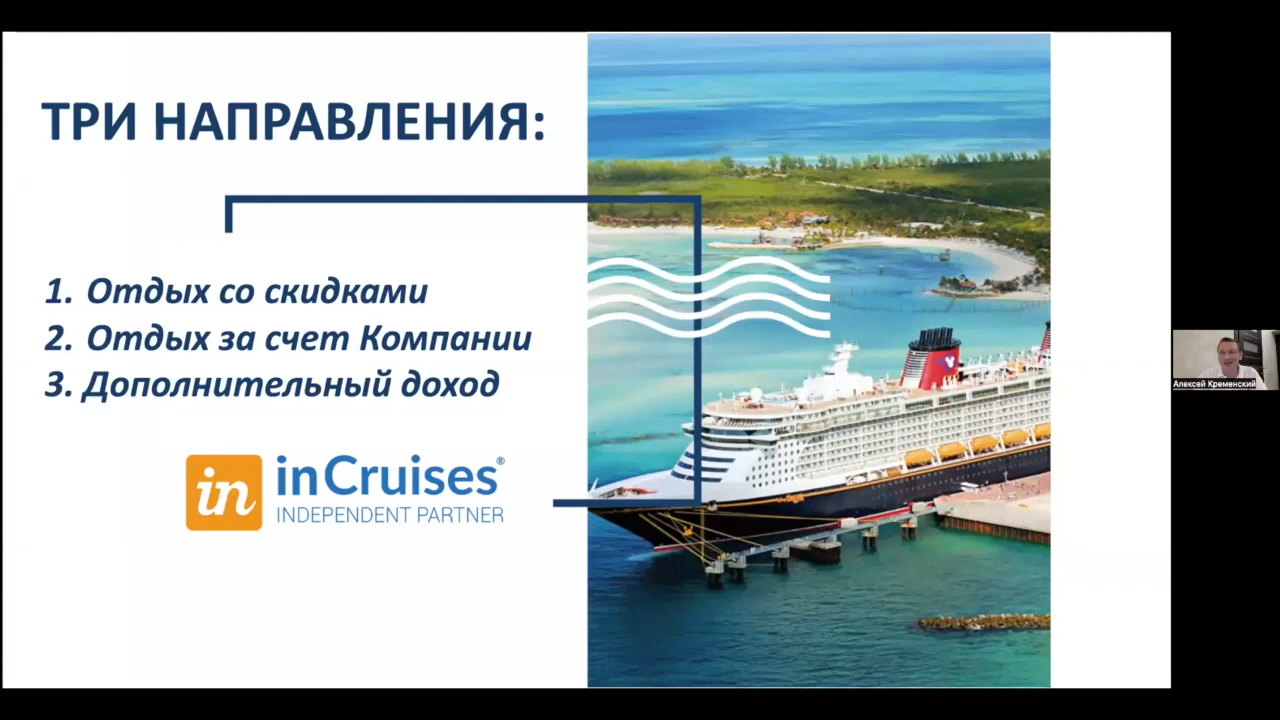 ТРИ НАПРАВЛЕНИЯ:
1. Отдых со скидками
2. Отдых за счет Компании
3. Дополнительный доход
in inCruises®
INDEPENDENT PARTNER
Алексей Кременский